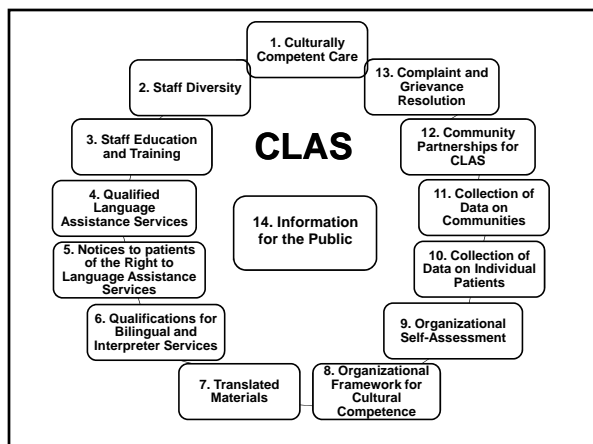 1. Culturally
Competent Care
2. Staff Diversity
3. Staff Education
and Training
4. Qualified
Language
Assistance Services
5. Notices to patients
of the Right to
Language Assistance
Services
6. Qualifications for
Bilingual and
Interpreter Services
7. Translated
Materials
8. Organizational
Framework for
Cultural
Competence
9. Organizational
Self-Assessment
10. Collection of
Data on Individual
Patients
11. Collection of
Data on
Communities
12. Community
Partnerships for
CLAS
13. Complaint and
Grievance
Resolution
CLAS
14. Information
for the Public